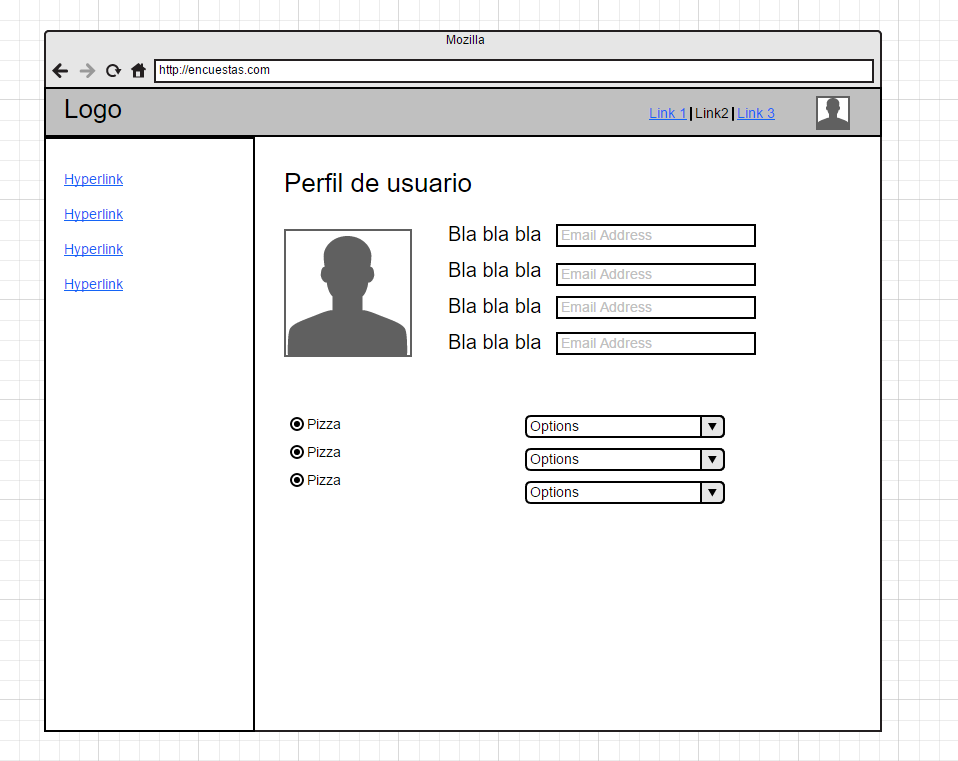 Mozilla
http://encuestas.com
Logo
Link 1 | Link2 | Link 3
Hyperlink
Hyperlink
Hyperlink
Hyperlink
Perfil de usuario
Bla bla bla Email Address
Bla bla bla Email Address
Bla bla bla Email Address
Bla bla bla Email Address
Pizza
Pizza
Pizza
Options
Options
Options